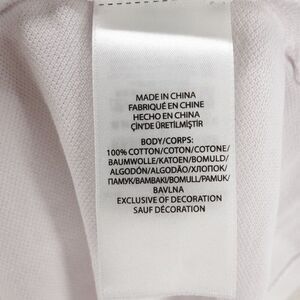 MADE IN CHINA
FABRIQUÉ EN CHINE
HECHO EN CHINA
ÇİN'DE ÜRETİLMİŞTİR
BODY/CORPS:
100% COTTON/COTON/COTONE/
BAUMWOLLE/KATOEN/BOMULD/
ALGODÓN/ALGODÃO/ХЛОПОК/
ПАМУК/BAMBAKI/BOMULL/PAMUK/
BAVLNA
EXCLUSIVE OF DECORATION
SAUF DÉCORATION